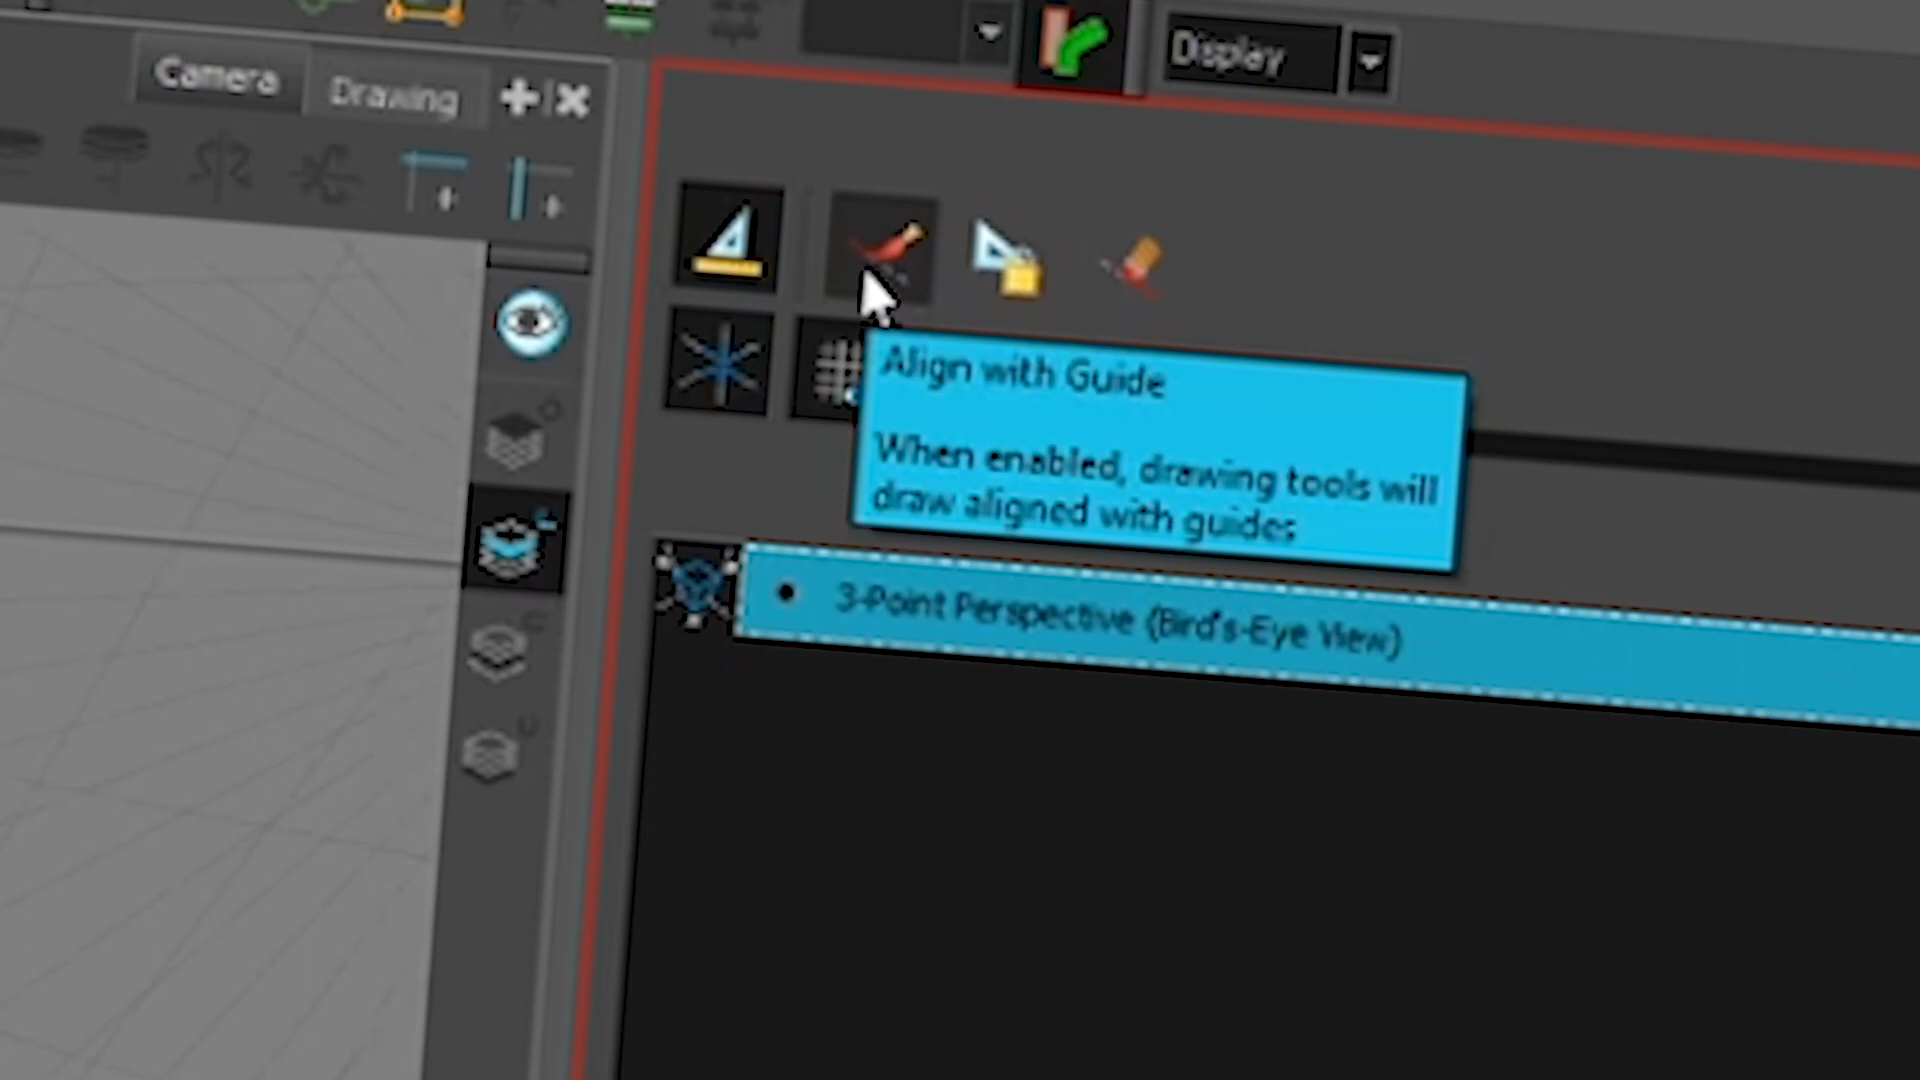 Display
Camera
Drawing
Align with Guide
When enabled, drawing tools will
draw aligned with guides
3-Point Perspective (Bird's-Eye View)